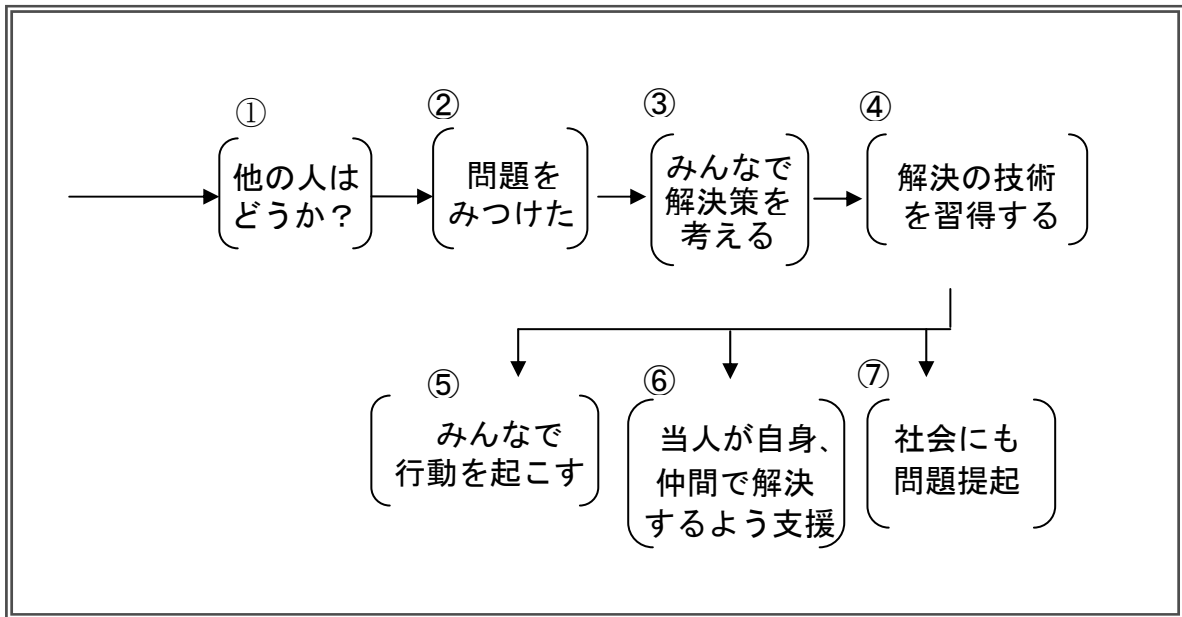 ①
他の人は
どうか？
②
問題を
みつけた
③
みんなで
解決策を
考える
④
解決の技術
を習得する
⑤
みんなで
行動を起こす
⑥
当人が自身、
仲間で解決
するよう支援
⑦
社会にも
問題提起